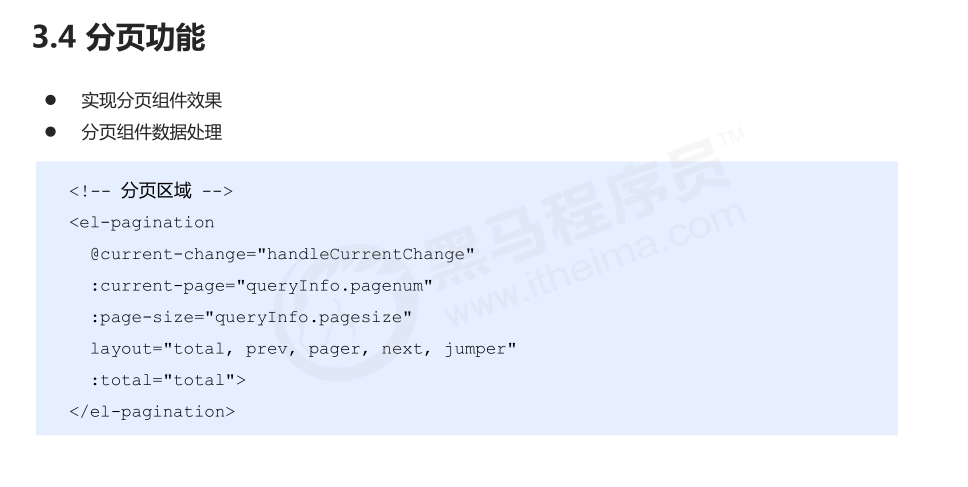 3.4 分页功能
● 实现分页组件效果
● 分页组件数据处理
<!-- 分页区域 -->
<el-pagination
@current-change="handleCurrentChange"
:current-page="queryInfo.pagenum"
:page-size="queryInfo.pagesize"
layout="total, prev, pager, next, jumper"
:total="total">
</el-pagination>
黑马程序员™
www.itheima.com